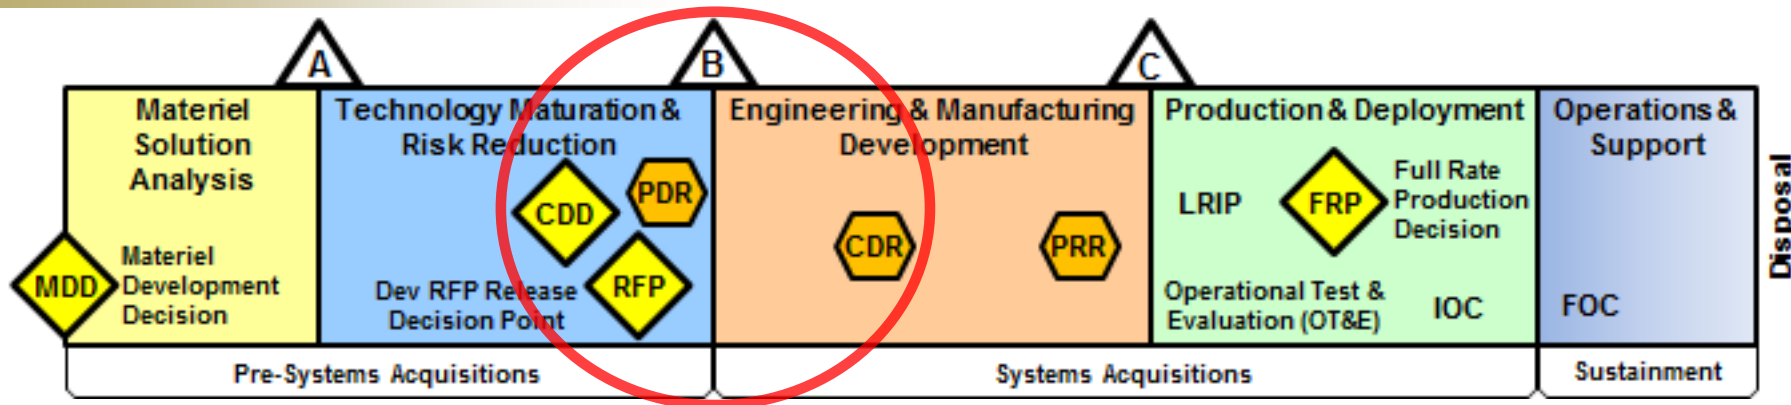 A
B
C
Materiel
Solution
Analysis
MDD
Materiel
Development
Decision
Technology Maturation &
Risk Reduction
CDD
PDR
Dev RFP Release
Decision Point
RFP
Engineering & Manufacturing
Development
CDR
PRR
Production & Deployment
LRIP
FRP
Full Rate
Production
Decision
Operational Test &
Evaluation (OT&E)
IOC
Operations &
Support
FOC
Disposal
Pre-Systems Acquisitions
Systems Acquisitions
Sustainment